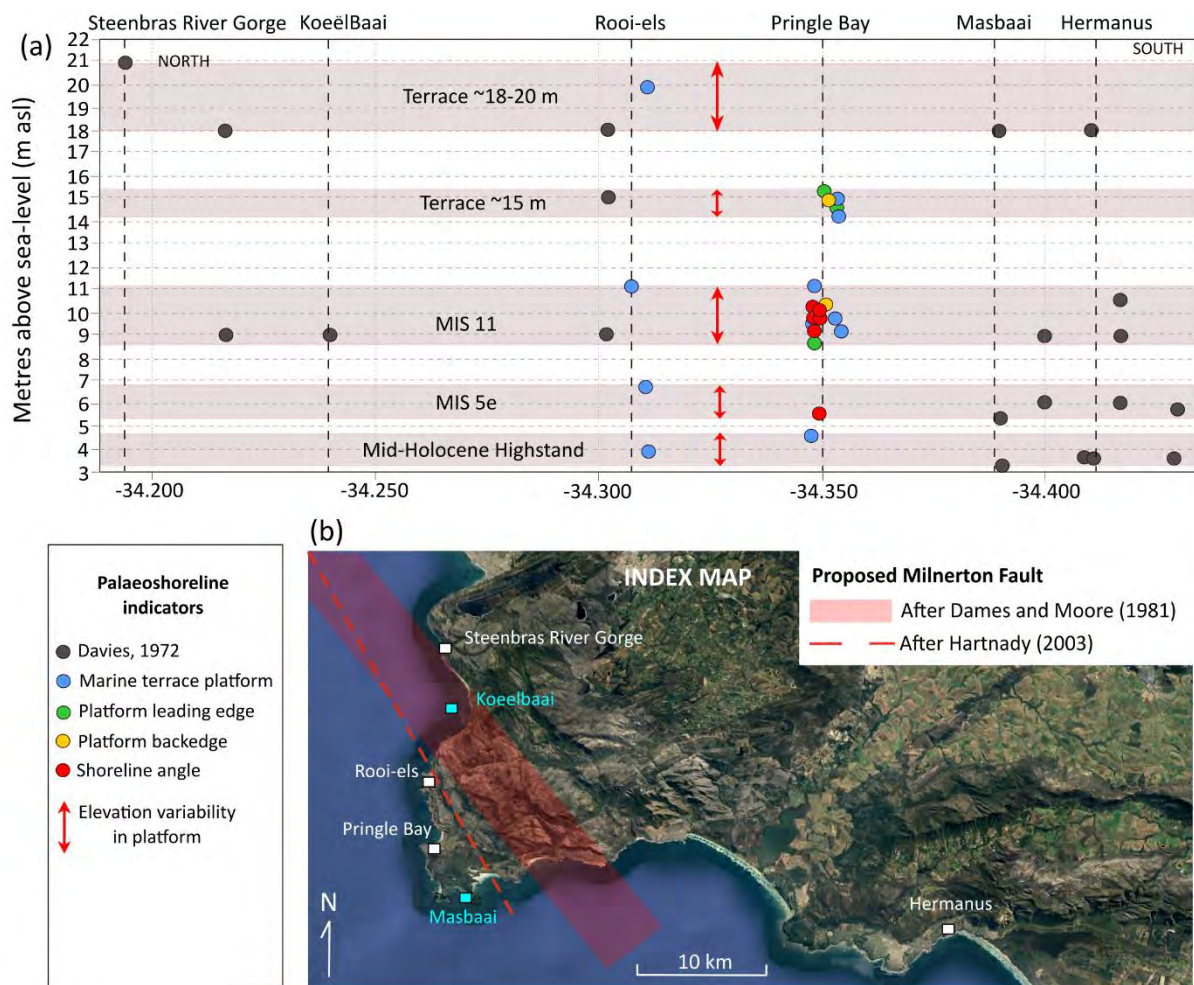 Steenbras River Gorge KoeëlBaai Rooi-els Pringle Bay Masbaai Hermanus
(a)
22
21
20
19
18
17
16
15
14
13
12
11
10
9
8
7
6
5
4
3
Metres above sea-level (m asl)
NORTH
SOUTH
Terrace ~18-20 m
Terrace ~15 m
MIS 11
MIS 5e
Mid-Holocene Highstand
-34.200 -34.250 -34.300 -34.350 -34.400
Palaeoshoreline
indicators
Davies, 1972
Marine terrace platform
Platform leading edge
Platform backedge
Shoreline angle
Elevation variability
in platform
(b)
INDEX MAP
Proposed Milnerton Fault
After Dames and Moore (1981)
After Hartnady (2003)
Steenbras River Gorge
Koeelbaai
Rooi-els
Pringle Bay
Masbaai
Hermanus
N
10 km